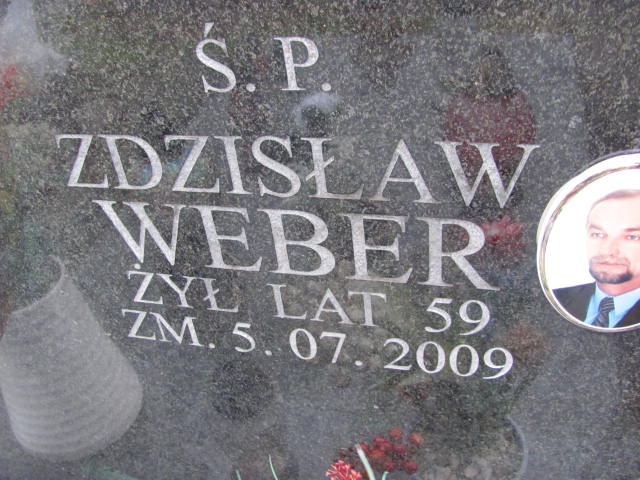 Ś. P.
ZDZISŁAW
WEBER
ŻYŁ LAT 59
ZM. 5. 07. 2009